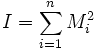 I = \sum_{i=1}^{n} M_i^2